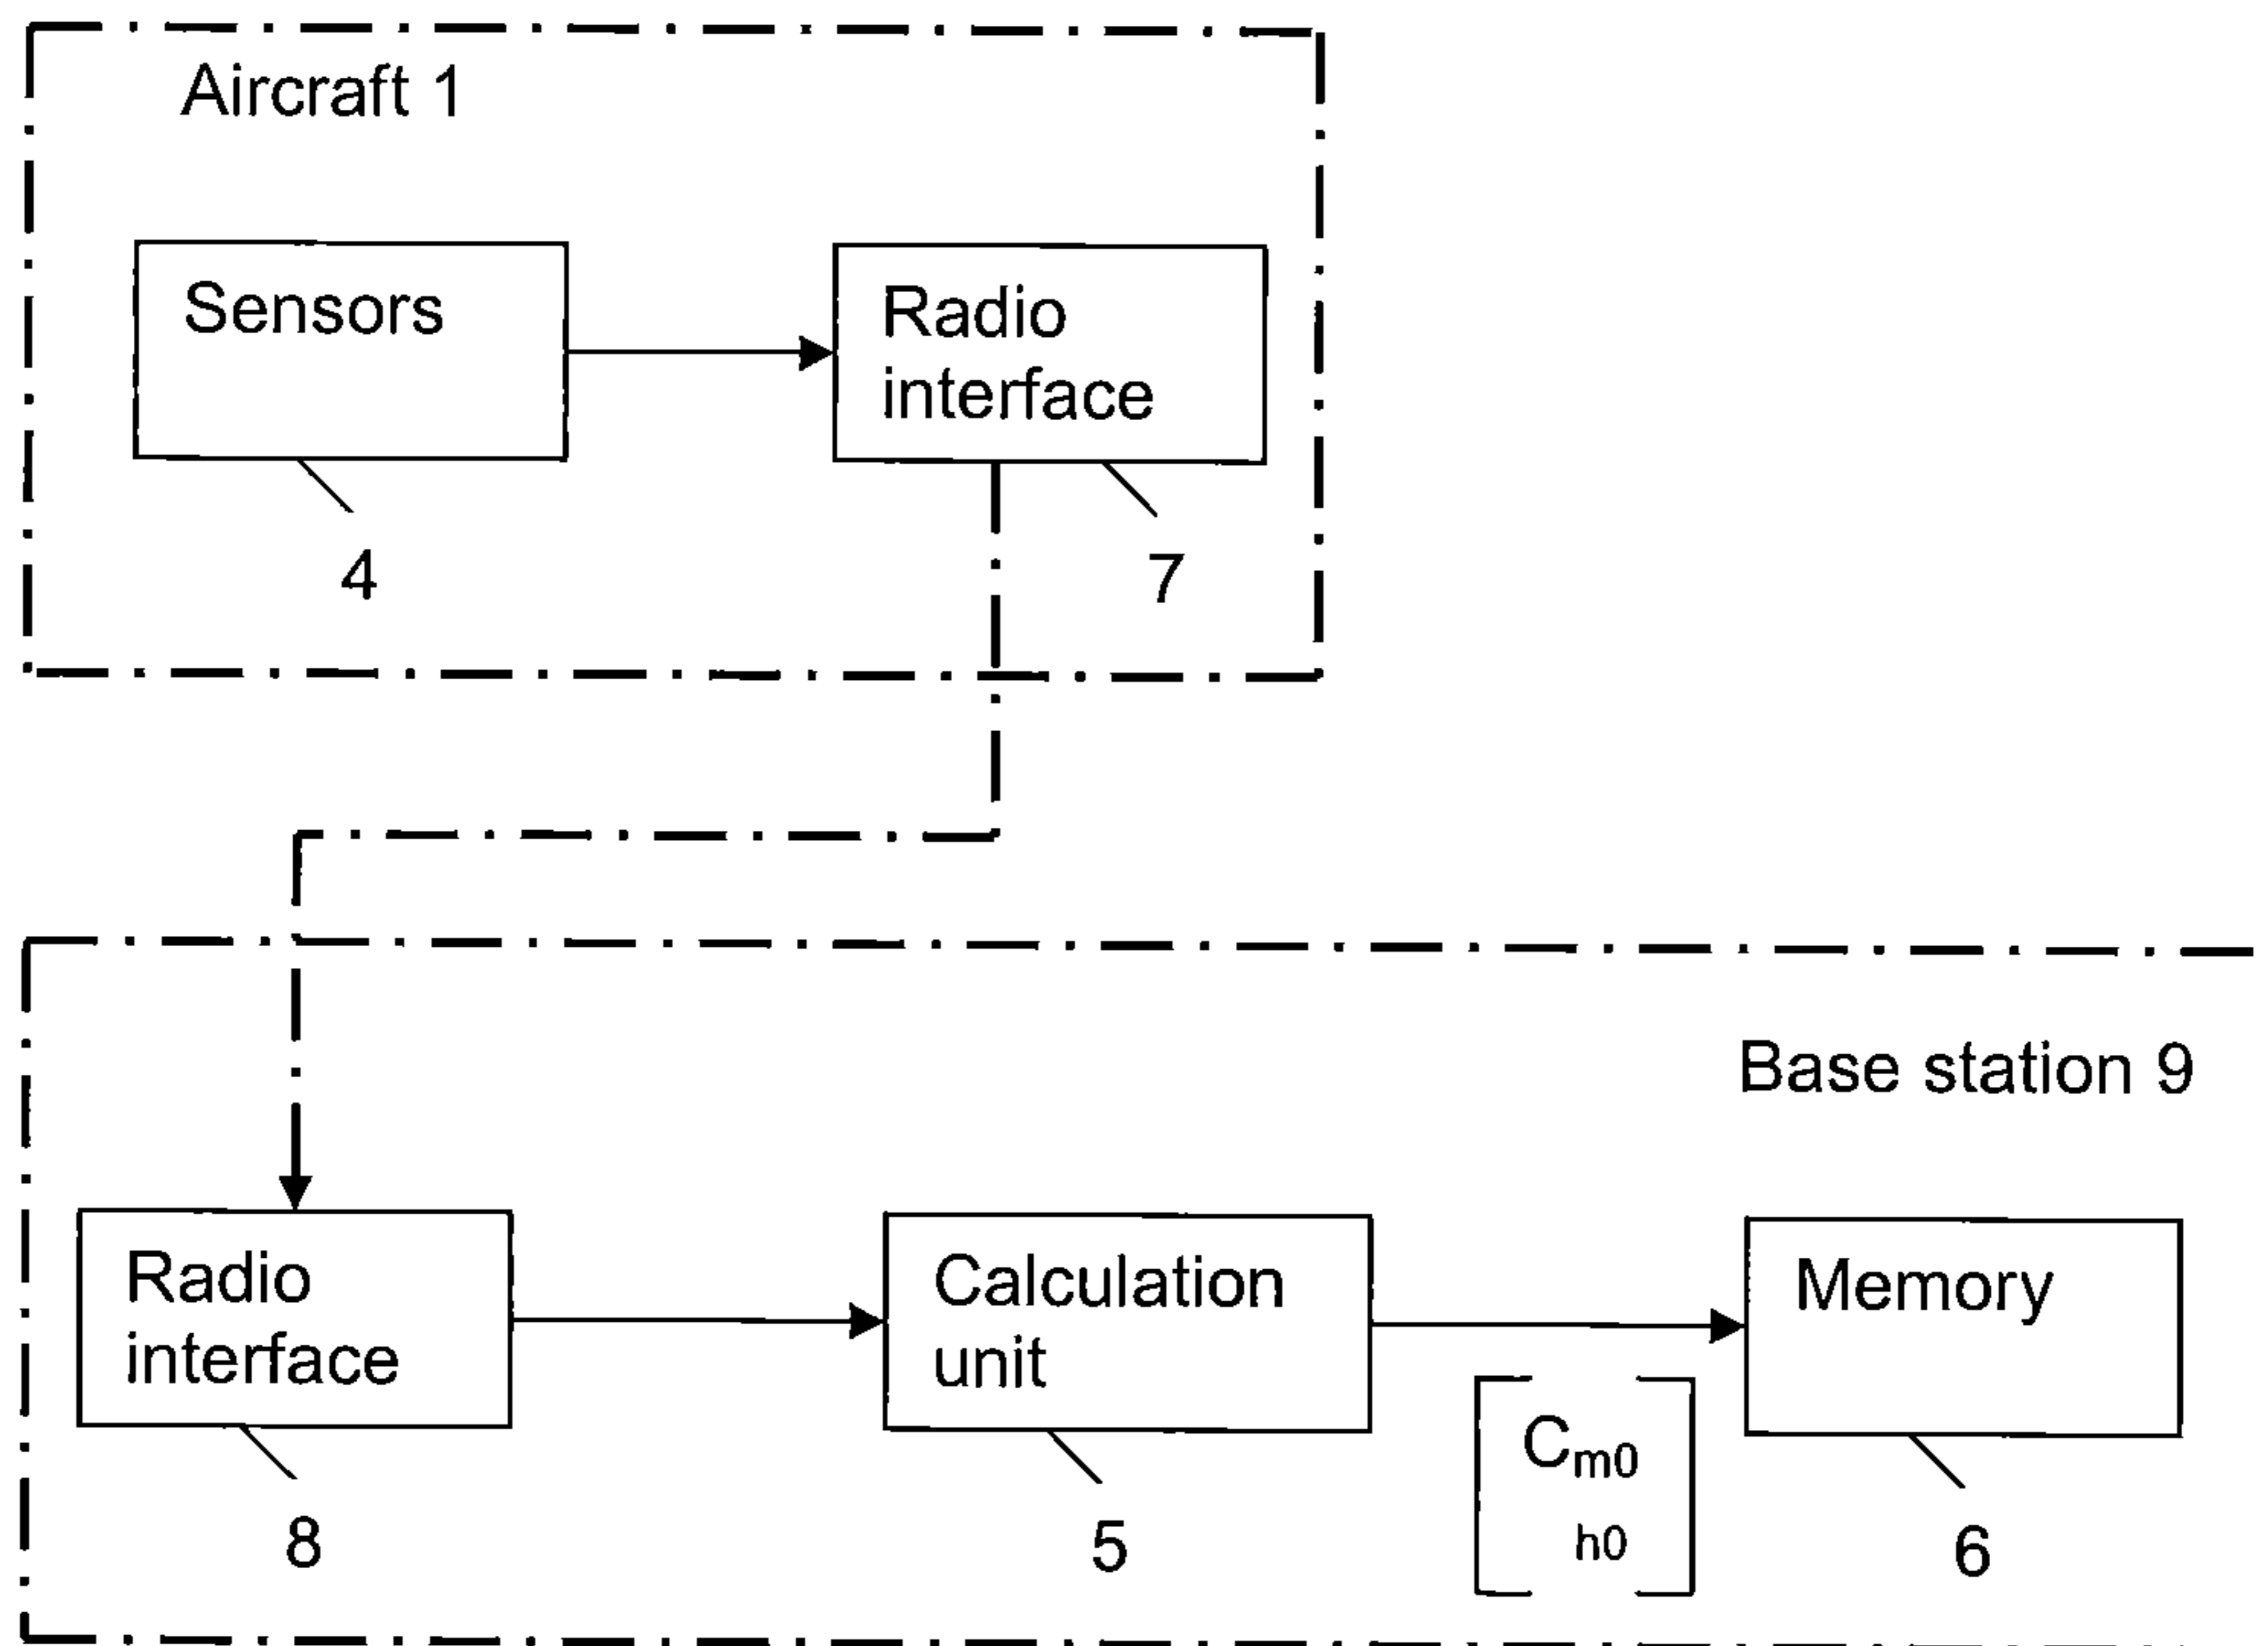 Aircraft 1
Sensors
Radio
interface
4
7
Base station 9
Radio
interface
Calculation
unit
Memory
Cm0
h0
8
5
6